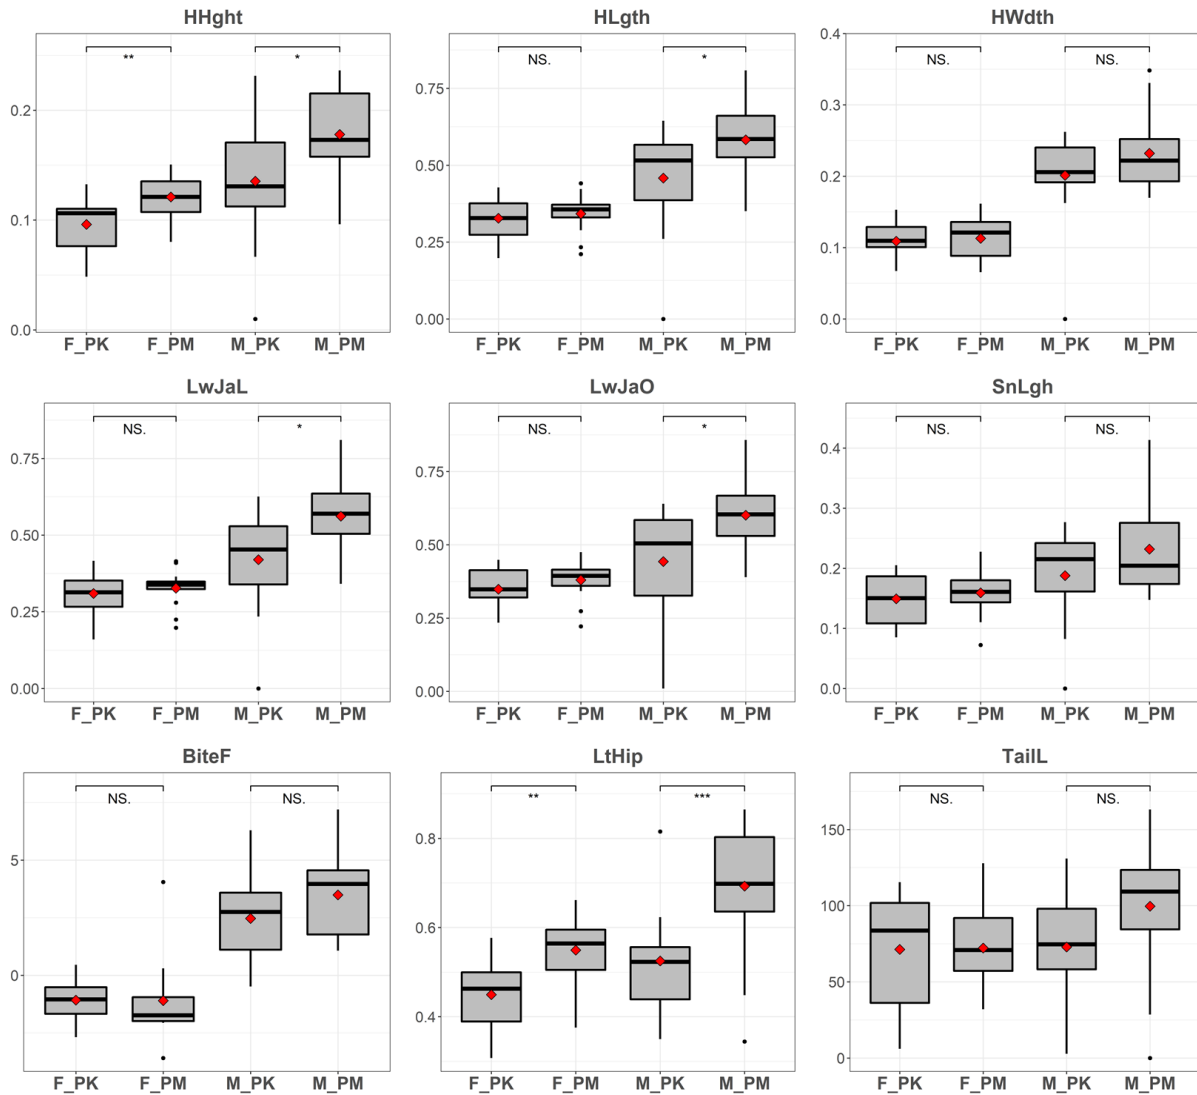 HHght
HLgth
HWdth
0.2
0.1
0.0
** *
F_PK F_PM M_PK M_PM
0.75
0.50
0.25
0.00
NS. *
F_PK F_PM M_PK M_PM
0.4
0.3
0.2
0.1
0.0
NS. NS.
F_PK F_PM M_PK M_PM
LwJaL
LwJaO
SnLgh
0.75
0.50
0.25
0.00
NS. *
F_PK F_PM M_PK M_PM
0.75
0.50
0.25
0.00
NS. *
F_PK F_PM M_PK M_PM
0.4
0.3
0.2
0.1
0.0
NS. NS.
F_PK F_PM M_PK M_PM
BiteF
LtHip
TailL
5
0
NS. NS.
F_PK F_PM M_PK M_PM
0.8
0.6
0.4
** ***
F_PK F_PM M_PK M_PM
150
100
50
0
NS. NS.
F_PK F_PM M_PK M_PM